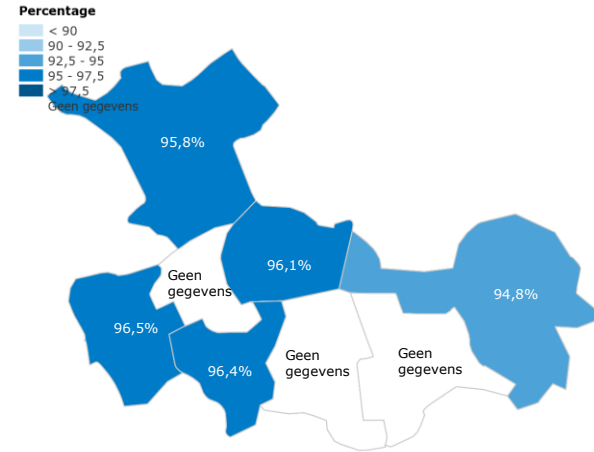 Percentage
< 90
90 - 92,5
92,5 - 95
95 - 97,5
> 97,5
Geen gegevens
95,8%
96,1%
Geen
gegevens
94,8%
96,5%
96,4%
Geen
gegevens
Geen
gegevens